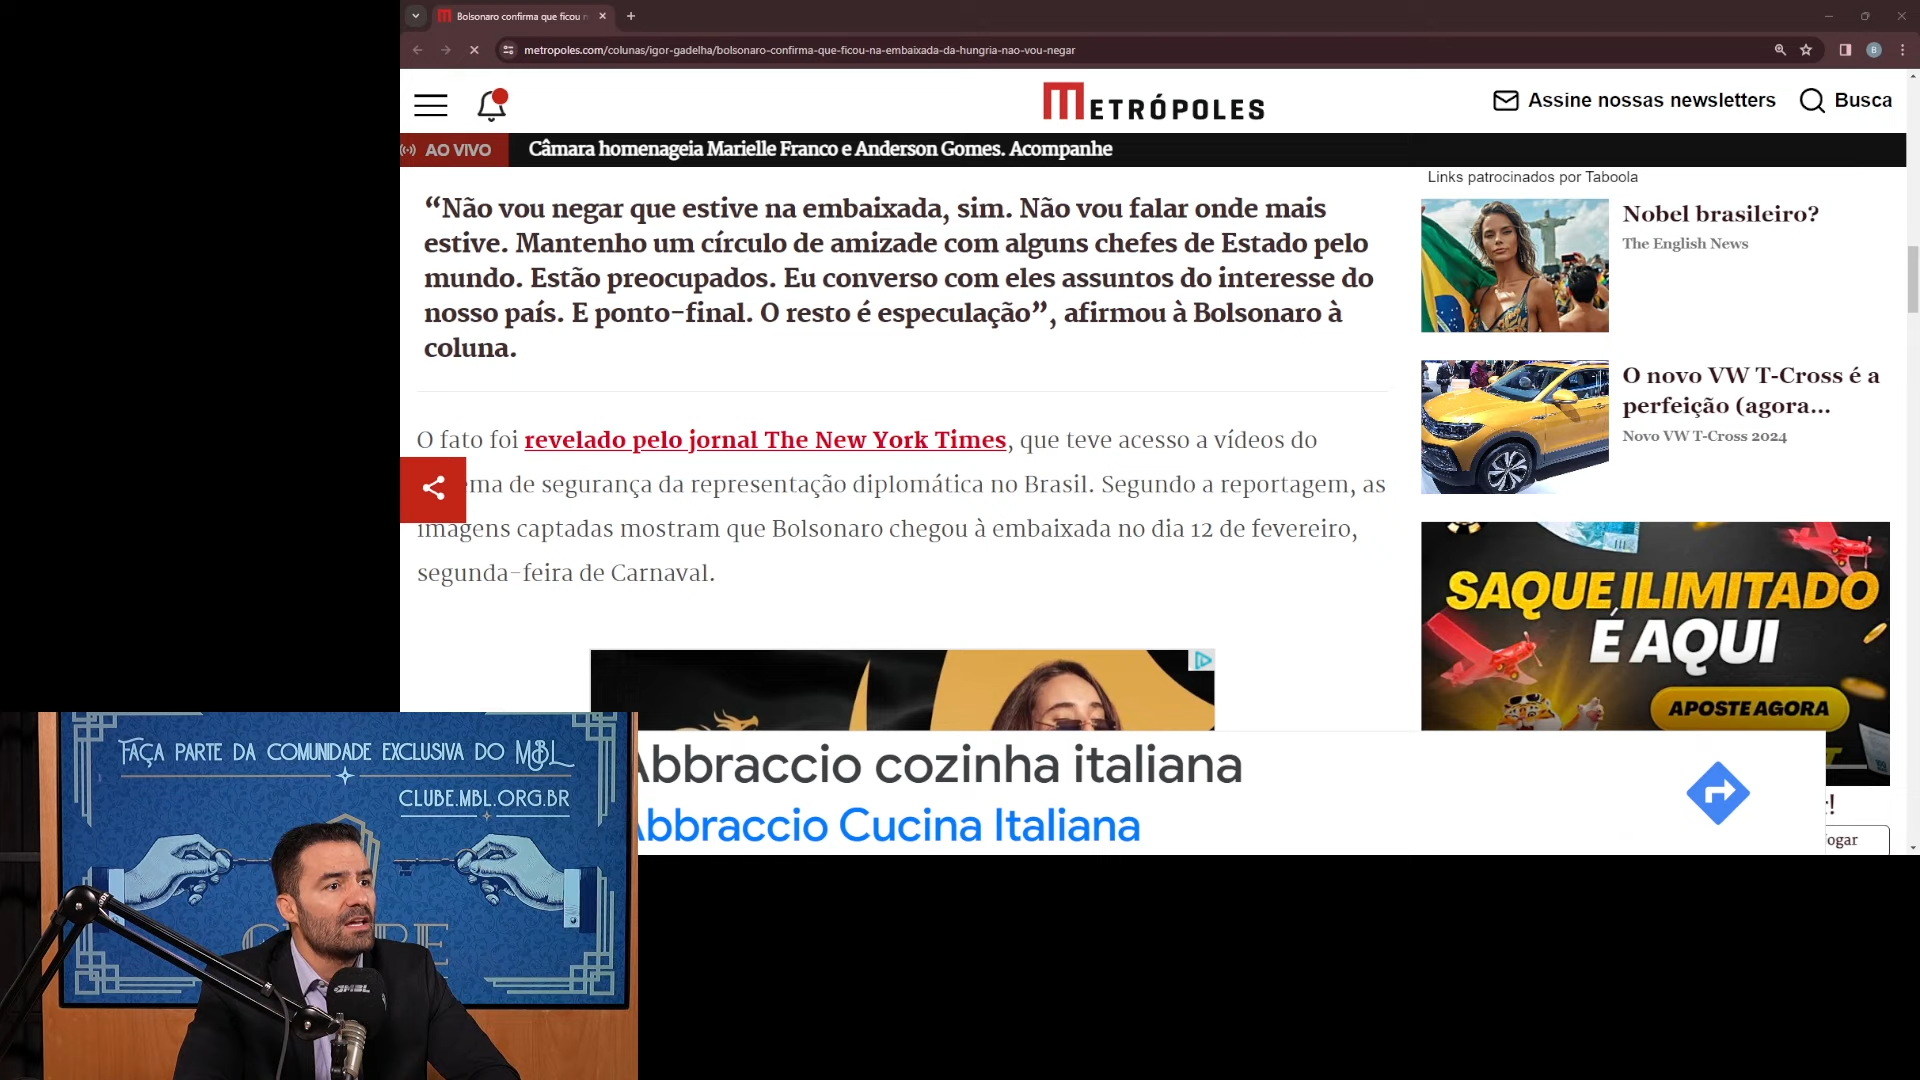 Bolsonaro confirma que ficou n
metropoles.com/colunas/igor-gadelha/bolsonaro-confirma-que-ficou-na-embaixada-da-hungria-nao-vou-negar
B
METRÓPOLES
Assine nossas newsletters
Busca
AO VIVO
Câmara homenageia Marielle Franco e Anderson Gomes. Acompanhe
“Não vou negar que estive na embaixada, sim. Não vou falar onde mais
estive. Mantenho um círculo de amizade com alguns chefes de Estado pelo
mundo. Estão preocupados. Eu converso com eles assuntos do interesse do
nosso país. E ponto-final. O resto é especulação”, afirmou à Bolsonaro à
coluna.
O fato foi revelado pelo jornal The New York Times, que teve acesso a vídeos do
ema de segurança da representação diplomática no Brasil. Segundo a reportagem, as
imagens captadas mostram que Bolsonaro chegou à embaixada no dia 12 de fevereiro,
segunda-feira de Carnaval.
Links patrocinados por Taboola
Nobel brasileiro?
The English News
O novo VW T-Cross é a
perfeição (agora...
Novo VW T-Cross 2024
SAQUE ILIMITADO
É AQUI
APOSTE AGORA
r!
ogar
Abbraccio cozinha italiana
Abbraccio Cucina Italiana
FAÇA PARTE DA COMUNIDADE EXCLUSIVA DO MBL
CLUBE.MBL.ORG.BR
MBL